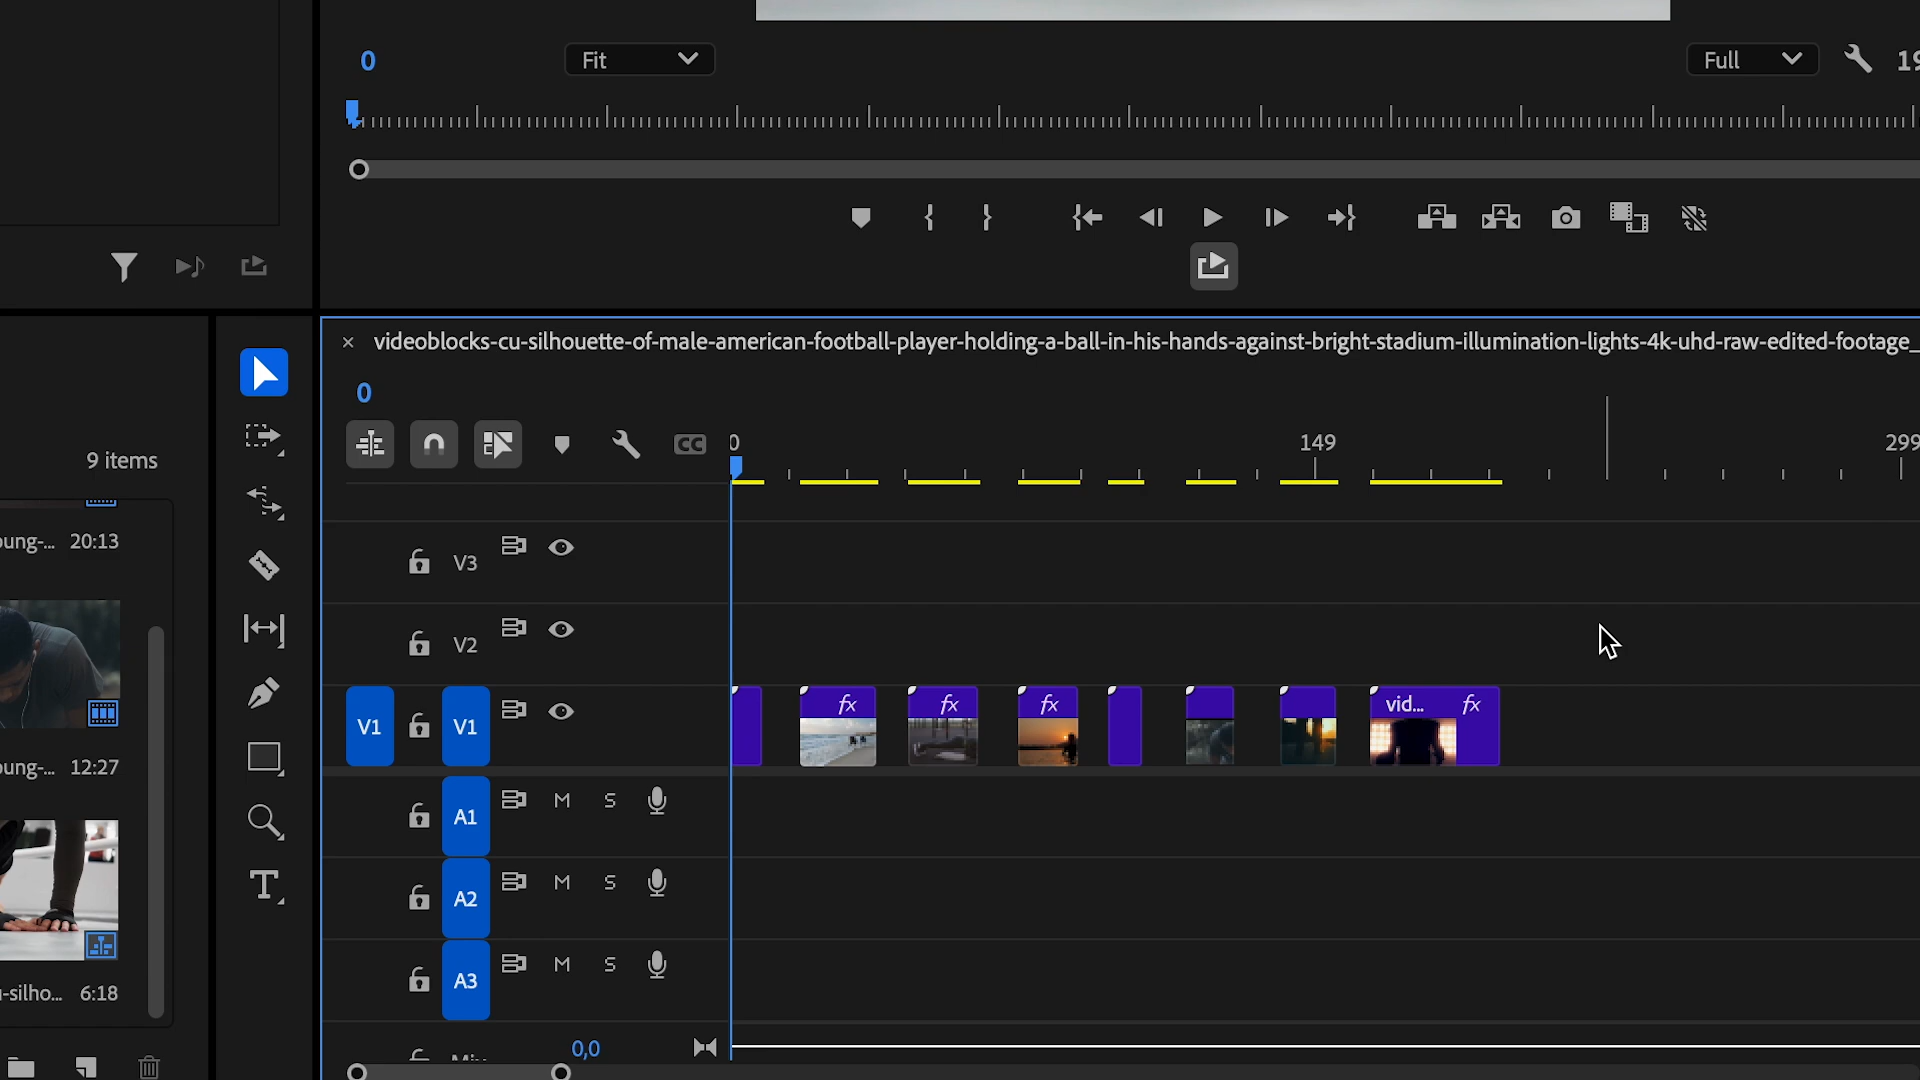 0
Fit
Full
videoblocks-cu-silhouette-of-male-american-football-player-holding-a-ball-in-his-hands-against-bright-stadium-illumination-lights-4k-uhd-raw-edited-footage_
0
CC
0
149
299
9 items
oung-... 20:13
V3
V2
fx
fx
fx
vid...
fx
V1
V1
oung-... 12:27
A1
M
S
A2
M
S
A3
M
S
-silho... 6:18
0,0